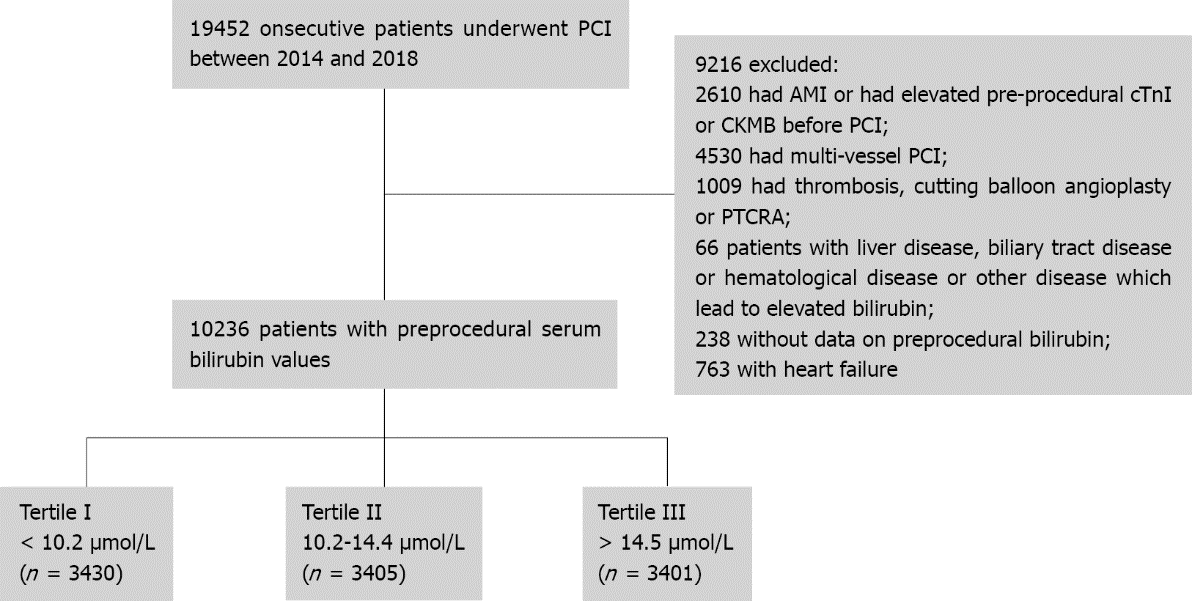 19452 onsecutive patients underwent PCI
between 2014 and 2018
9216 excluded:
2610 had AMI or had elevated pre-procedural cTnI
or CKMB before PCI;
4530 had multi-vessel PCI;
1009 had thrombosis, cutting balloon angioplasty
or PTCRA;
66 patients with liver disease, biliary tract disease
or hematological disease or other disease which
lead to elevated bilirubin;
238 without data on preprocedural bilirubin;
763 with heart failure
10236 patients with preprocedural serum
bilirubin values
Tertile I
< 10.2 μmol/L
(n = 3430)
Tertile II
10.2-14.4 μmol/L
(n = 3405)
Tertile III
> 14.5 μmol/L
(n = 3401)